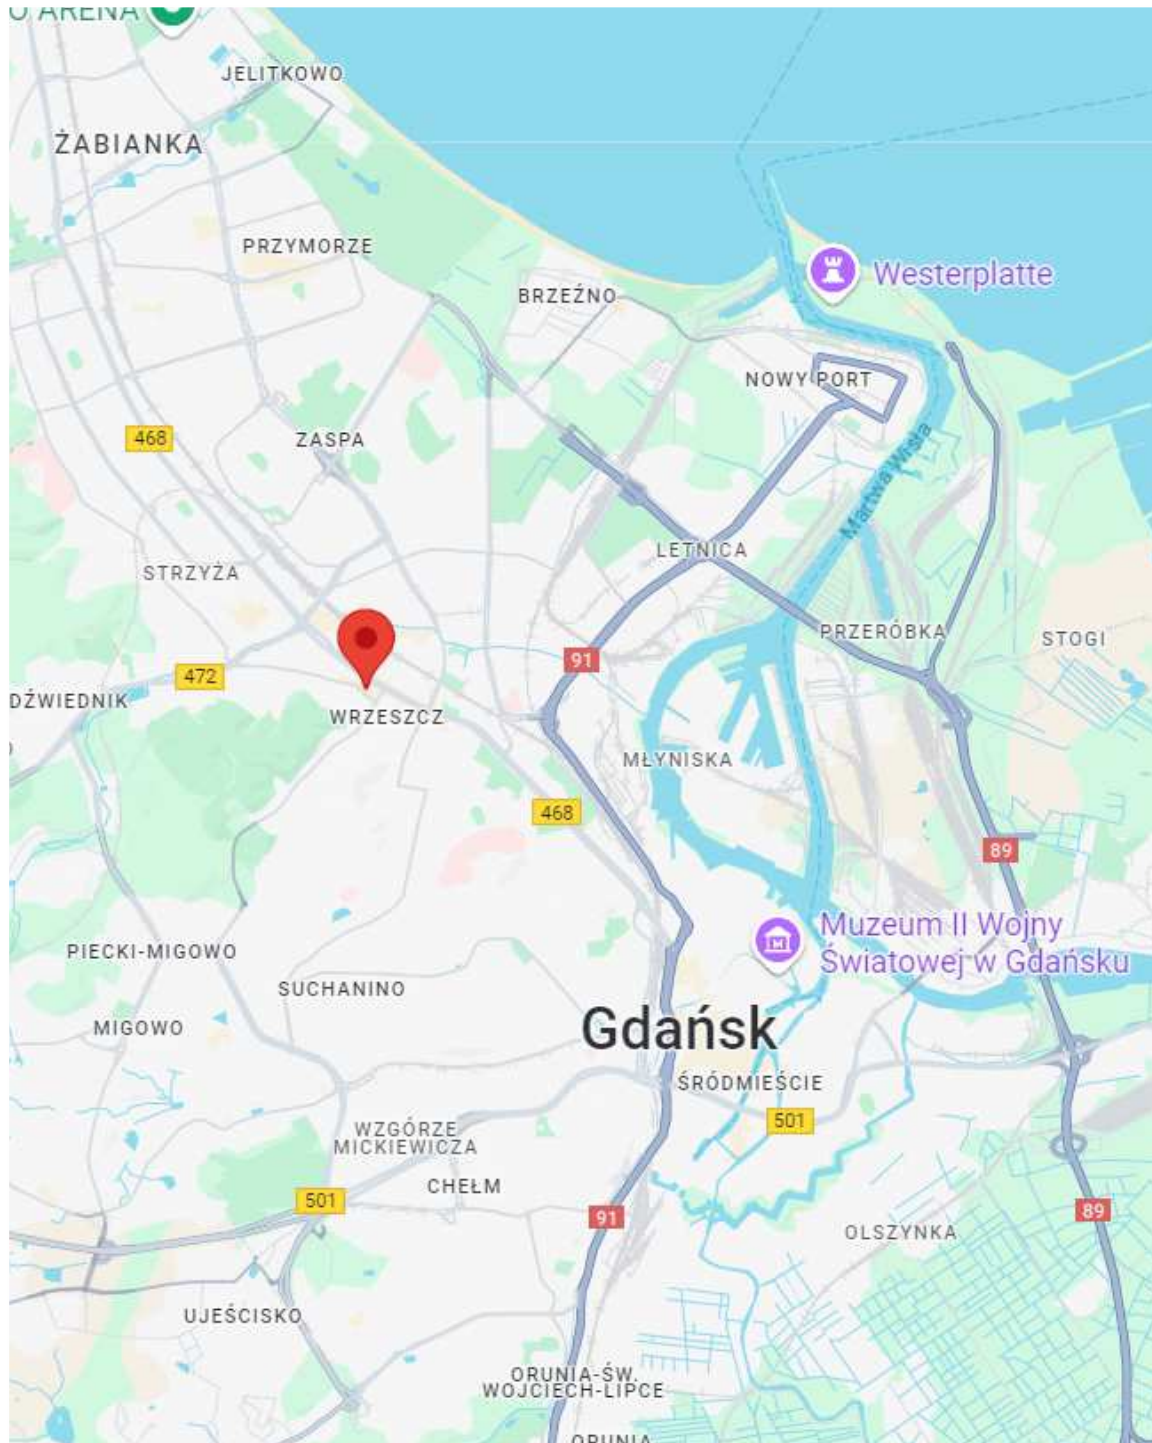 ARENA
JELITKOWO
ŻABIANKA
PRZYMORZE
BRZEŹNO
Westerplatte
NOWY PORT
468
ZASPA
Martwa Wisła
LETNICA
STRZYŻA
PRZERÓBKA
STOGI
91
472
DŹWIEDNIK
WRZESZCZ
MŁYNISKA
468
89
Muzeum II Wojny
Światowej w Gdańsku
PIECKI-MIGOWO
SUCHANINO
MIGOWO
Gdańsk
ŚRÓDMIEŚCIE
501
WZGÓRZE
MICKIEWICZA
CHEŁM
501
91
89
OLSZYNKA
UJEŚCISKO
ORUNIA-ŚW.
WOJCIECH-LIPCE
ORUNIA